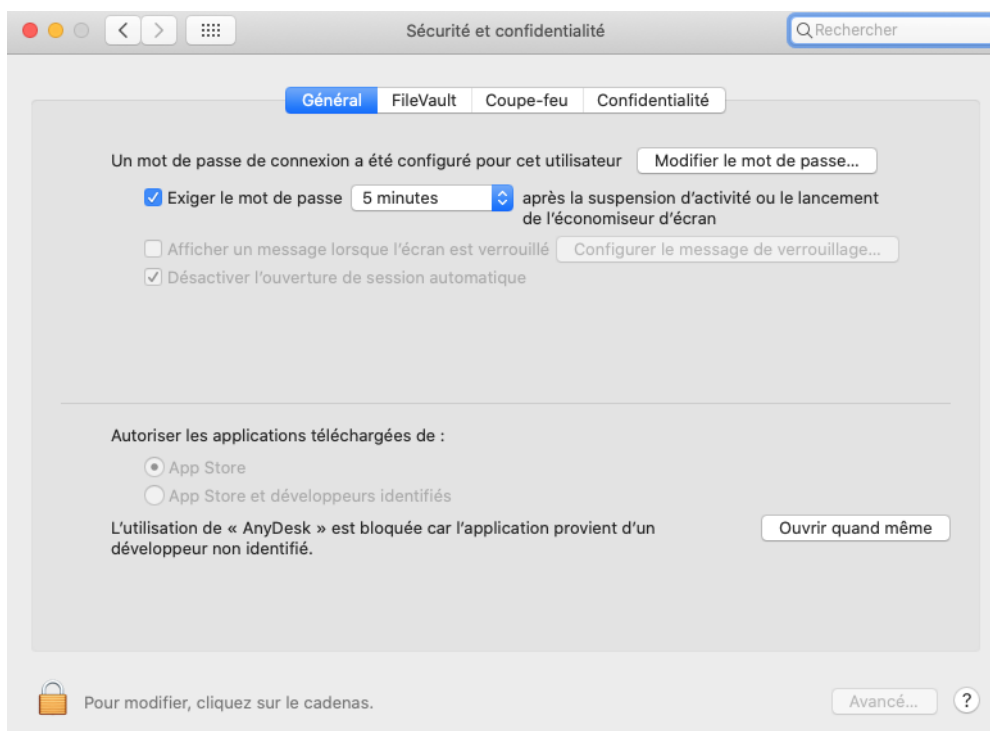 Sécurité et confidentialité
Rechercher
Général FileVault Coupe-feu Confidentialité
Un mot de passe de connexion a été configuré pour cet utilisateur Modifier le mot de passe...
Exiger le mot de passe 5 minutes après la suspension d'activité ou le lancement
de l'économiseur d'écran
Afficher un message lorsque l'écran est verrouillé Configurer le message de verrouillage...
Désactiver l'ouverture de session automatique
Autoriser les applications téléchargées de :
App Store
App Store et développeurs identifiés
L'utilisation de « AnyDesk » est bloquée car l'application provient d'un
développeur non identifié.
Ouvrir quand même
Pour modifier, cliquez sur le cadenas.
Avancé... ?